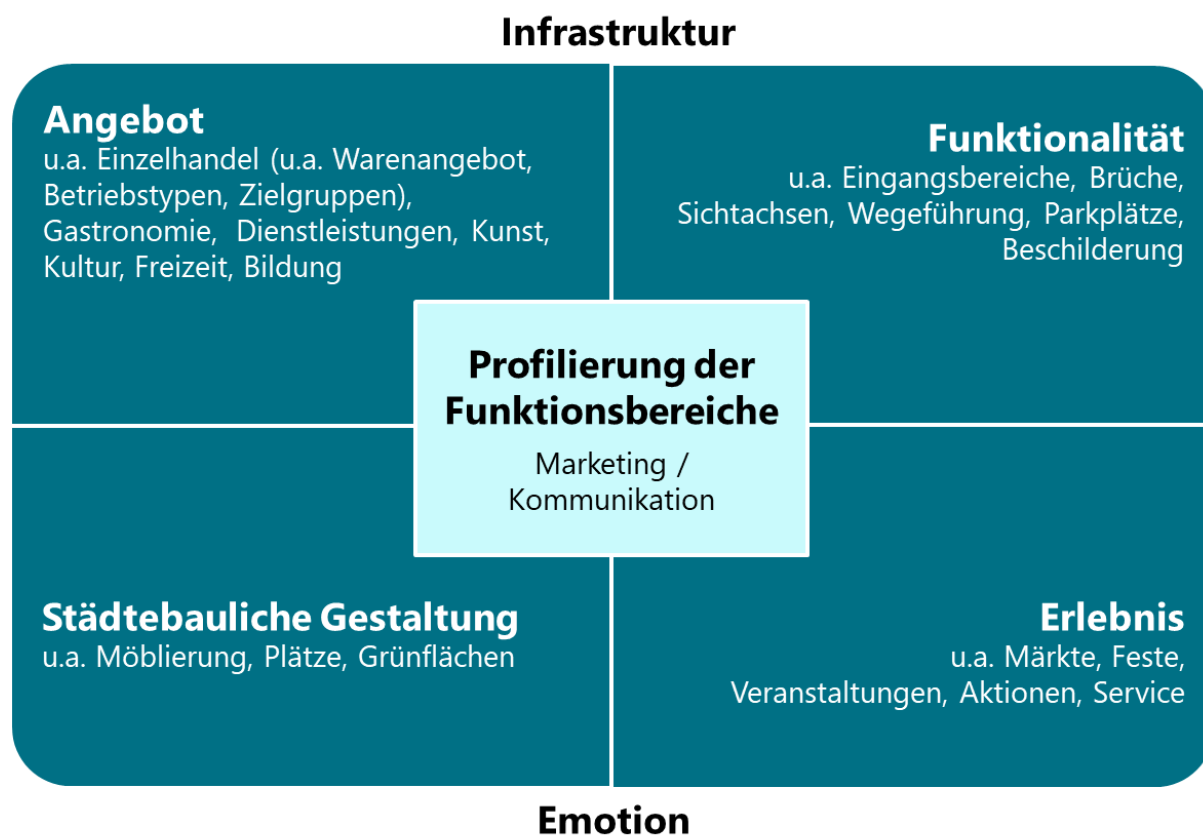 Infrastruktur
Angebot
u.a. Einzelhandel (u.a. Warenangebot,
Betriebstypen, Zielgruppen),
Gastronomie, Dienstleistungen, Kunst,
Kultur, Freizeit, Bildung
Funktionalität
u.a. Eingangsbereiche, Brüche,
Sichtachsen, Wegeführung, Parkplätze,
Beschilderung
Profilierung der
Funktionsbereiche
Marketing /
Kommunikation
Städtebauliche Gestaltung
u.a. Möblierung, Plätze, Grünflächen
Erlebnis
u.a. Märkte, Feste,
Veranstaltungen, Aktionen, Service
Emotion